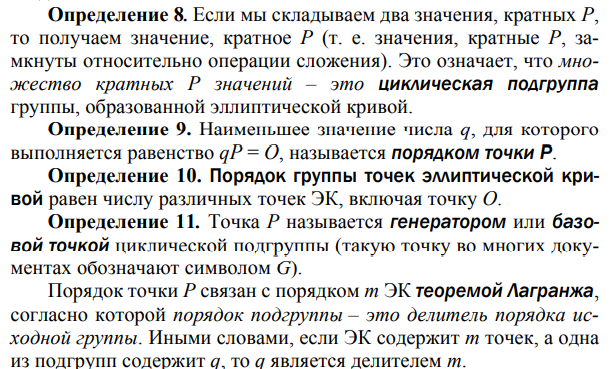 Определение 8. Если мы складываем два значения, кратных P,
то получаем значение, кратное P (т. е. значения, кратные P, за-
мкнуты относительно операции сложения). Это означает, что мно-
жество кратных P значений – это циклическая подгруппа
группы, образованной эллиптической кривой.
Определение 9. Наименьшее значение числа q, для которого
выполняется равенство qP = O, называется порядком точки P.
Определение 10. Порядок группы точек эллиптической кри-
вой равен числу различных точек ЭК, включая точку O.
Определение 11. Точка P называется генератором или базо-
вой точкой циклической подгруппы (такую точку во многих доку-
ментах обозначают символом G).
Порядок точки P связан с порядком m ЭК теоремой Лагранжа,
согласно которой порядок подгруппы – это делитель порядка ис-
ходной группы. Иными словами, если ЭК содержит m точек, а одна
из подгрупп содержит q, то q является делителем m.